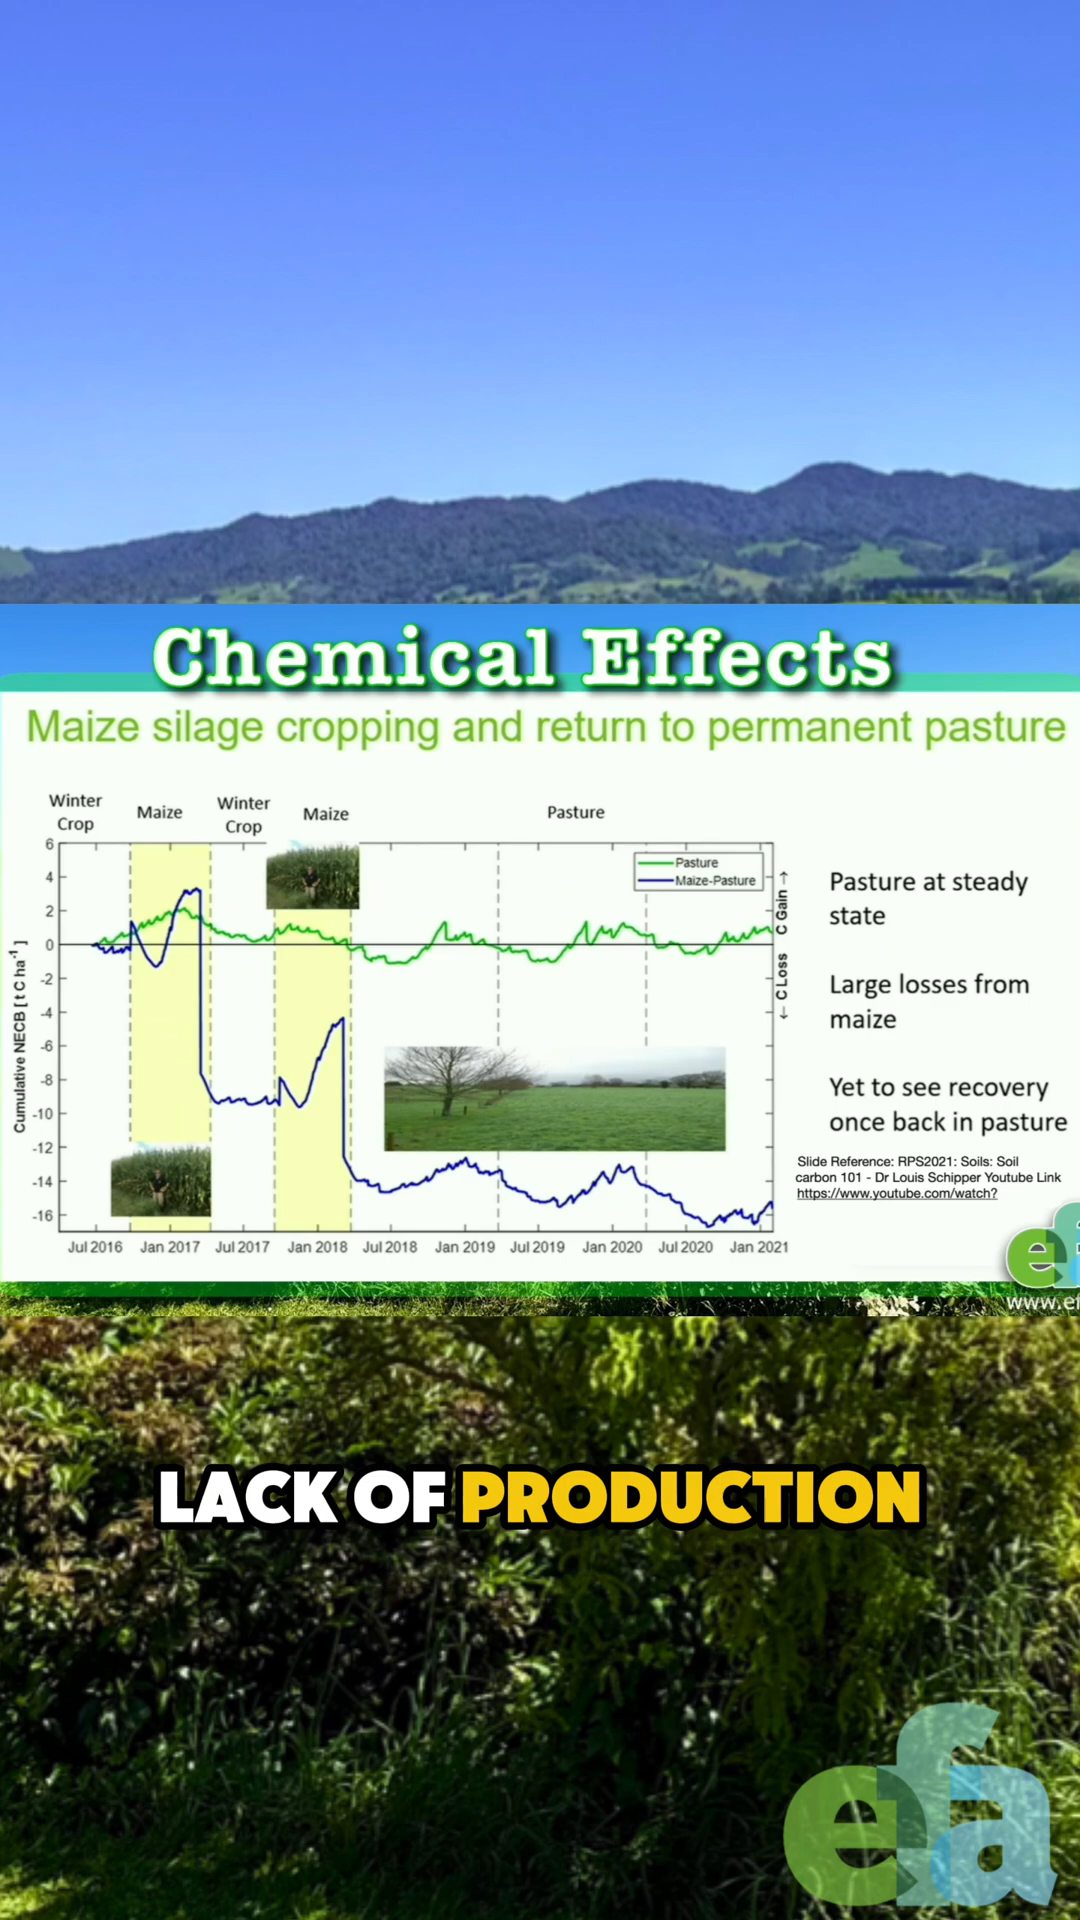 Chemical Effects
Maize silage cropping and return to permanent pasture
Winter
Crop
Maize
Winter
Crop
Maize
Pasture
6
4
2
0
-2
-4
-6
-8
-10
-12
-14
-16
Cumulative NECB [ t C ha-1 ]
Pasture
Maize-Pasture
C Gain →
← C Loss
Jul 2016
Jan 2017
Jul 2017
Jan 2018
Jul 2018
Jan 2019
Jul 2019
Jan 2020
Jul 2020
Jan 2021
Pasture at steady
state
Large losses from
maize
Yet to see recovery
once back in pasture
Slide Reference: RPS2021: Soils: Soil
carbon 101 - Dr Louis Schipper Youtube Link
https://www.youtube.com/watch?
ef
www.ef
LACK OF PRODUCTION
efa